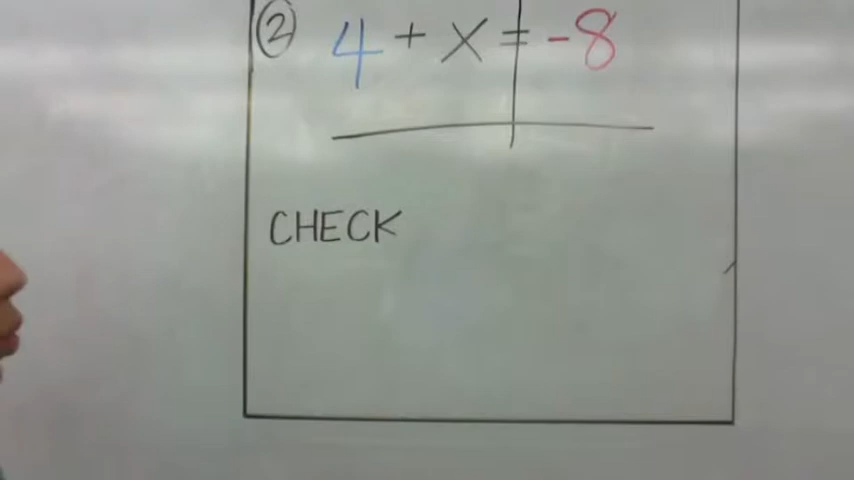 ② 4 + x = -8
CHECK